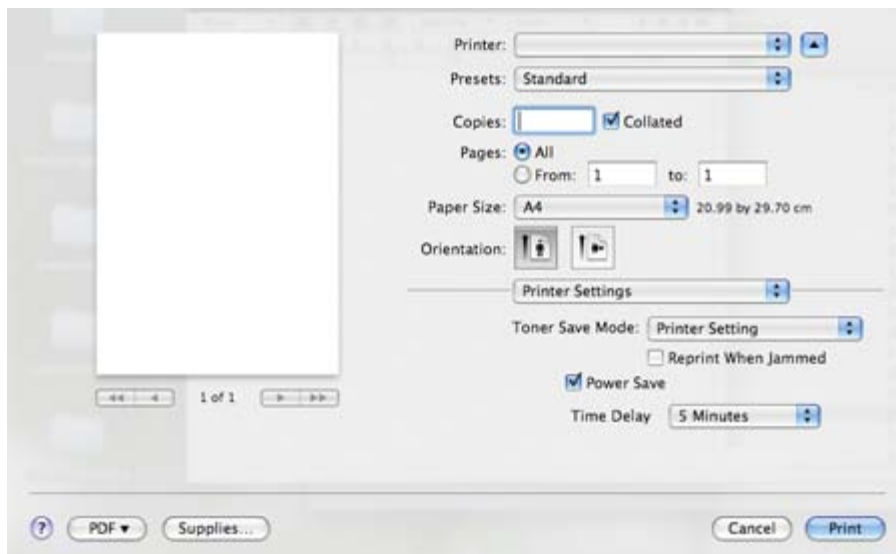 Printer:
Presets: Standard
Copies: Collated
Pages: All
From: 1 to: 1
Paper Size: A4 20.99 by 29.70 cm
Orientation:
Printer Settings
Toner Save Mode: Printer Setting
Reprint When Jammed
Power Save
1 of 1
Time Delay 5 Minutes
? PDF Supplies... Cancel Print